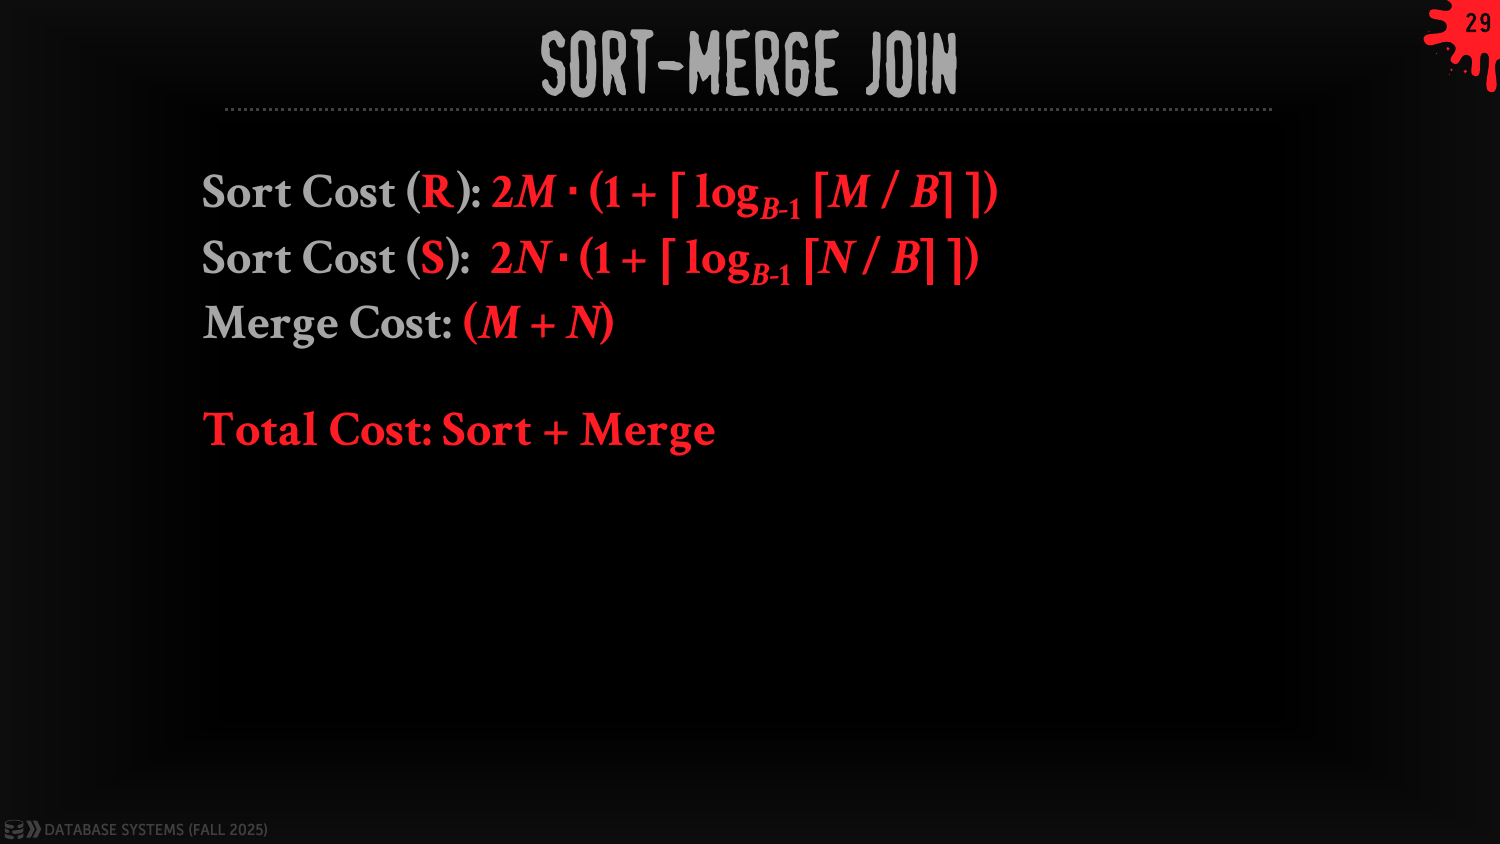 29
SORT-MERGE JOIN
Sort Cost (R): 2M · (1 + ⌈ log_{B-1} ⌈M / B⌉ ⌉)
Sort Cost (S): 2N · (1 + ⌈ log_{B-1} ⌈N / B⌉ ⌉)
Merge Cost: (M + N)
Total Cost: Sort + Merge
DATABASE SYSTEMS (FALL 2025)